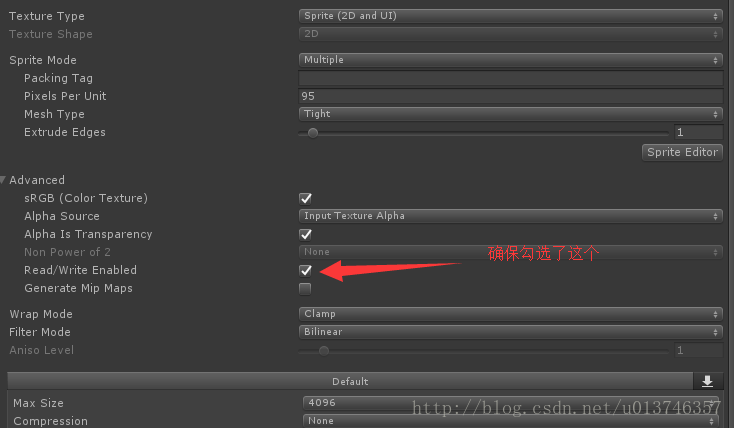 Texture Type Sprite (2D and UI)
Texture Shape 2D
Sprite Mode Multiple
Packing Tag
Pixels Per Unit 95
Mesh Type Tight
Extrude Edges 1
Sprite Editor
Advanced
sRGB (Color Texture)
Alpha Source Input Texture Alpha
Alpha Is Transparency
Non Power of 2 None
确保勾选了这个
Read/Write Enabled
Generate Mip Maps
Wrap Mode Clamp
Filter Mode Bilinear
Aniso Level 1
Default
Max Size 4096
http://blog.csdn.net/u013746357
Compression None